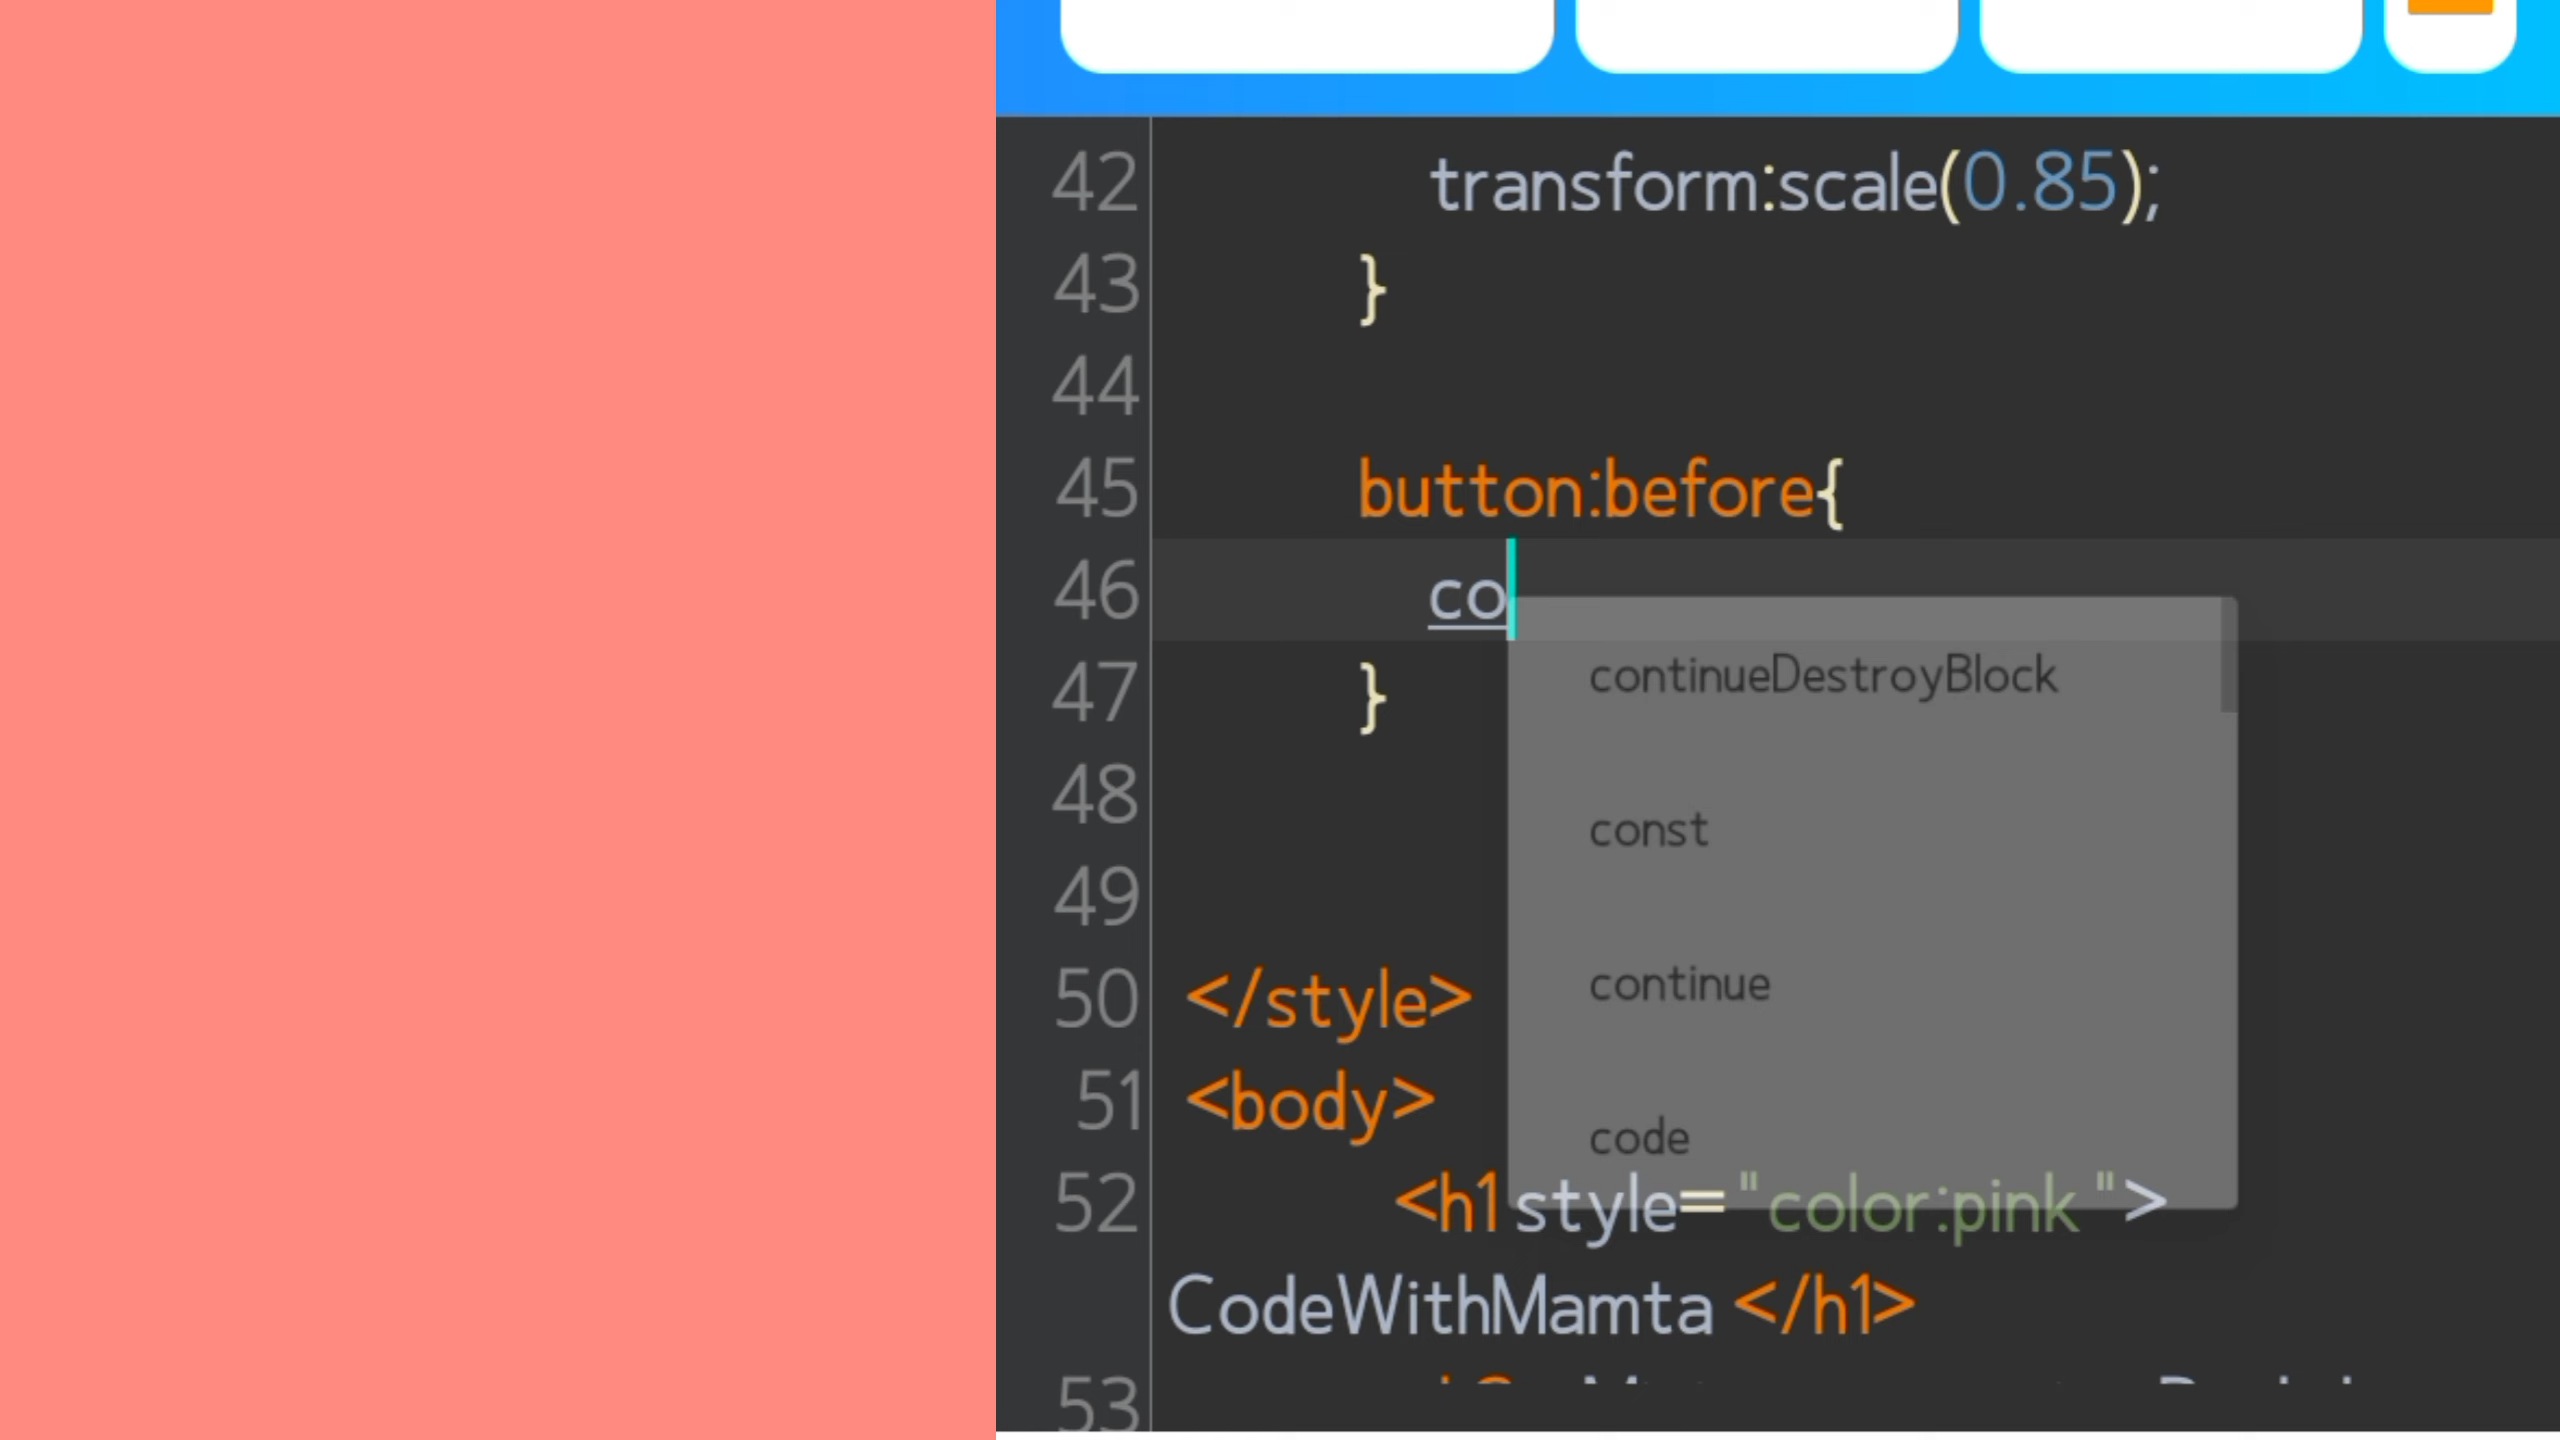 42 transform:scale(0.85);
43 }
44
45 button:before{
46 co
continueDestroyBlock
47 }
const
48
49
continue
50 </style>
51 <body>
code
52 <h1 style="color:pink ">
CodeWithMamta </h1>
53